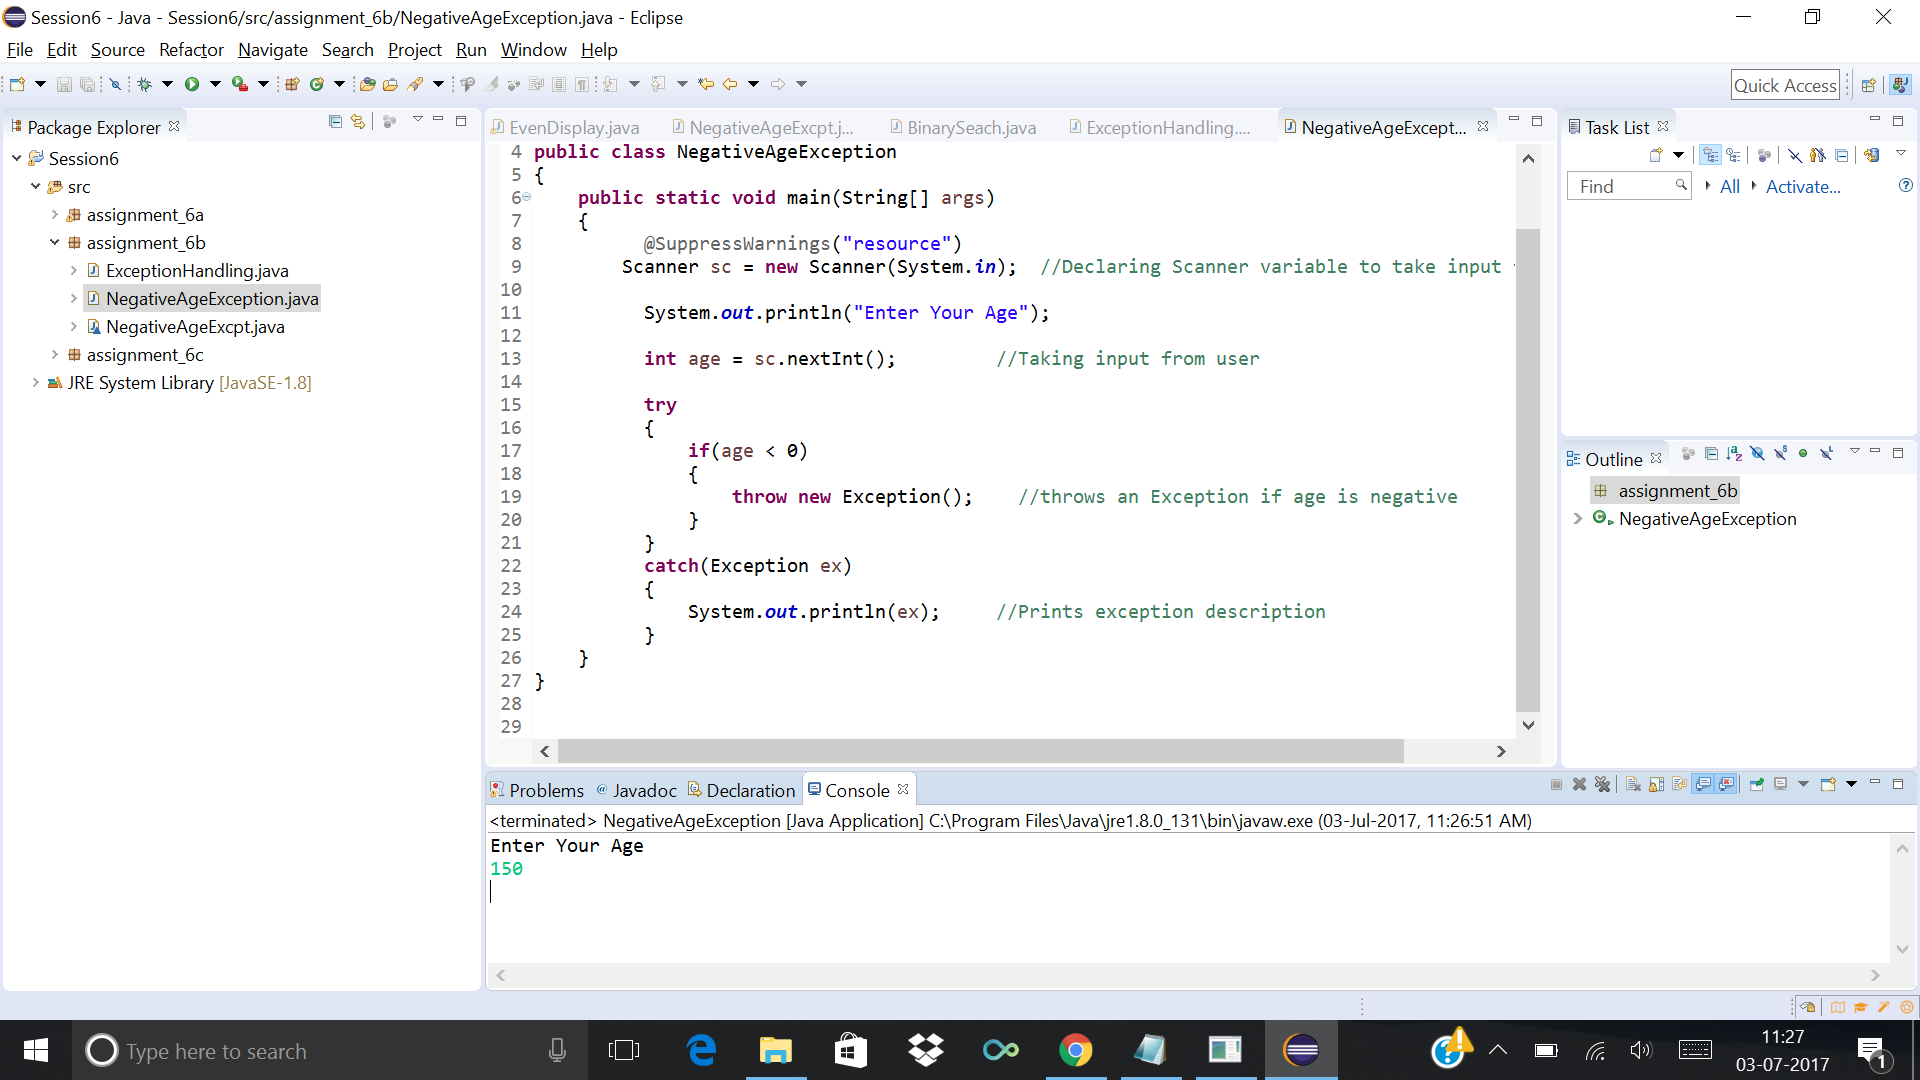 Session6 - Java - Session6/src/assignment_6b/NegativeAgeException.java - Eclipse
File Edit Source Refactor Navigate Search Project Run Window Help
Quick Access
Package Explorer
Session6
src
assignment_6a
assignment_6b
ExceptionHandling.java
NegativeAgeException.java
NegativeAgeExcpt.java
assignment_6c
JRE System Library [JavaSE-1.8]
EvenDisplay.java NegativeAgeExcpt.j... BinarySeach.java ExceptionHandling.... NegativeAgeExcept...
4 public class NegativeAgeException
5 {
6 public static void main(String[] args)
7 {
8 @SuppressWarnings("resource")
9 Scanner sc = new Scanner(System.in); //Declaring Scanner variable to take input
10
11 System.out.println("Enter Your Age");
12
13 int age = sc.nextInt(); //Taking input from user
14
15 try
16 {
17 if(age < 0)
18 {
19 throw new Exception(); //throws an Exception if age is negative
20 }
21 }
22 catch(Exception ex)
23 {
24 System.out.println(ex); //Prints exception description
25 }
26 }
27 }
28
29
Task List
Find All Activate...
Outline
assignment_6b
NegativeAgeException
Problems Javadoc Declaration Console
<terminated> NegativeAgeException [Java Application] C:\Program Files\Java\jre1.8.0_131\bin\javaw.exe (03-Jul-2017, 11:26:51 AM)
Enter Your Age
150
Type here to search
11:27
03-07-2017
1